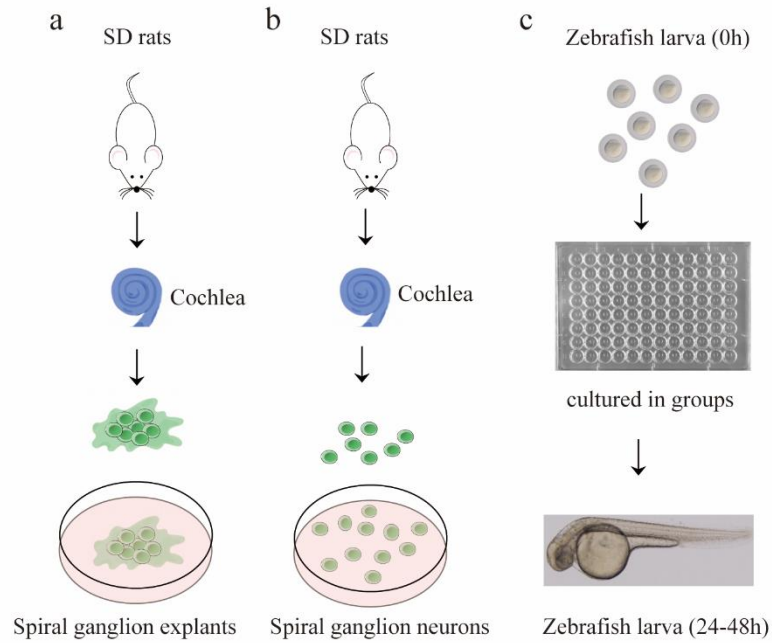 a
SD rats
Cochlea
Spiral ganglion explants
b
SD rats
Cochlea
Spiral ganglion neurons
c
Zebrafish larva (0h)
cultured in groups
Zebrafish larva (24-48h)